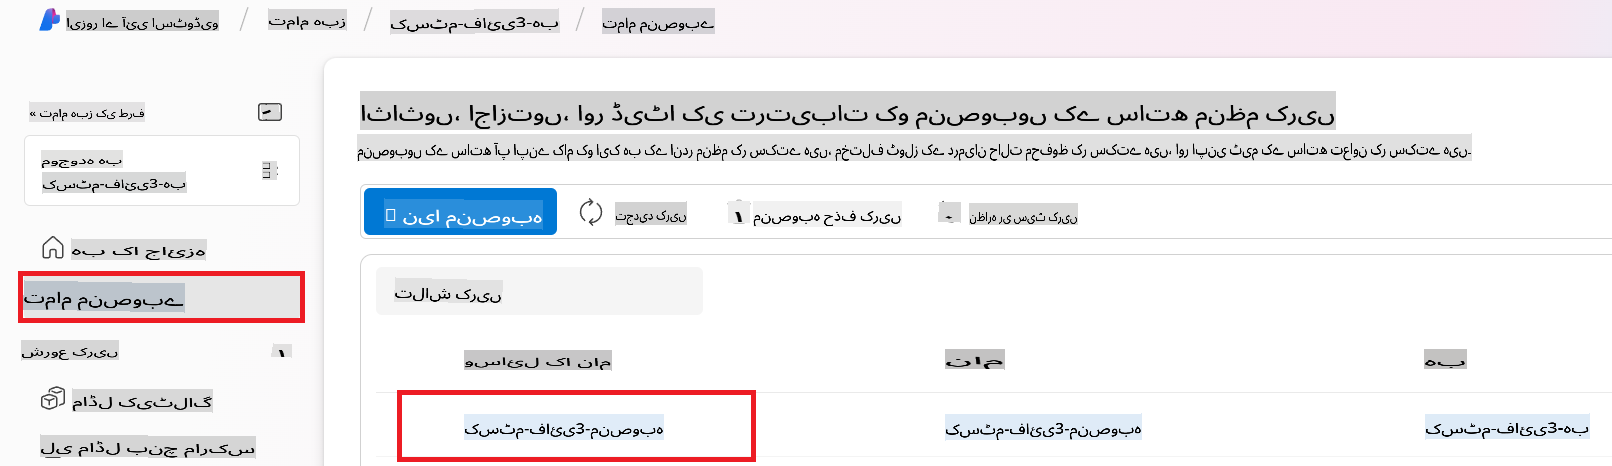 ایزور اے آئی اسٹوڈیو / تمام ہبز / کسٹم-فائی3-ہب / تمام منصوبے
« تمام ہبز کی طرف
موجودہ ہب
کسٹم-فائی3-ہب
ہب کا جائزہ
تمام منصوبے
شروع کریں
ماڈل کیٹلاگ
ماڈل بنچ مارکس
اثاثوں، اجازتوں، اور ڈیٹا کی ترتیبات کو منصوبوں کے ساتھ منظم کریں
منصوبوں کے ساتھ آپ اپنے کام کو ایک ہب کے اندر منظم کر سکتے ہیں، مختلف ٹولز کے درمیان حالت محفوظ کر سکتے ہیں، اور اپنی ٹیم کے ساتھ تعاون کر سکتے ہیں۔
نیا منصوبہ تجدید کریں منصوبہ حذف کریں نظارہ ری سیٹ کریں
تلاش کریں
وسائل کا نام نام ہب
کسٹم-فائی3-منصوبہ کسٹم-فائی3-منصوبہ کسٹم-فائی3-ہب